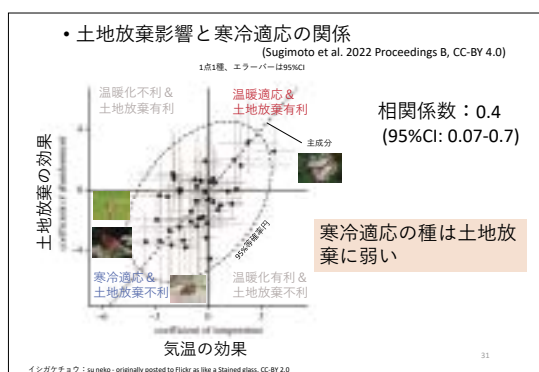 • 土地放棄影響と寒冷適応の関係
(Sugimoto et al. 2022 Proceedings B, CC-BY 4.0)
1点1種、エラーバーは95%CI
温暖化不利&
土地放棄有利
温暖適応&
土地放棄有利
相関係数：0.4
(95%CI: 0.07-0.7)
主成分
土地放棄の効果
coefficient of abandonment
95%等確率円
寒冷適応の種は土地放
棄に弱い
寒冷適応&
土地放棄不利
温暖化有利&
土地放棄不利
coefficient of temperature
気温の効果
31
イシガケチョウ：su neko - originally posted to Flickr as like a Stained glass, CC-BY 2.0